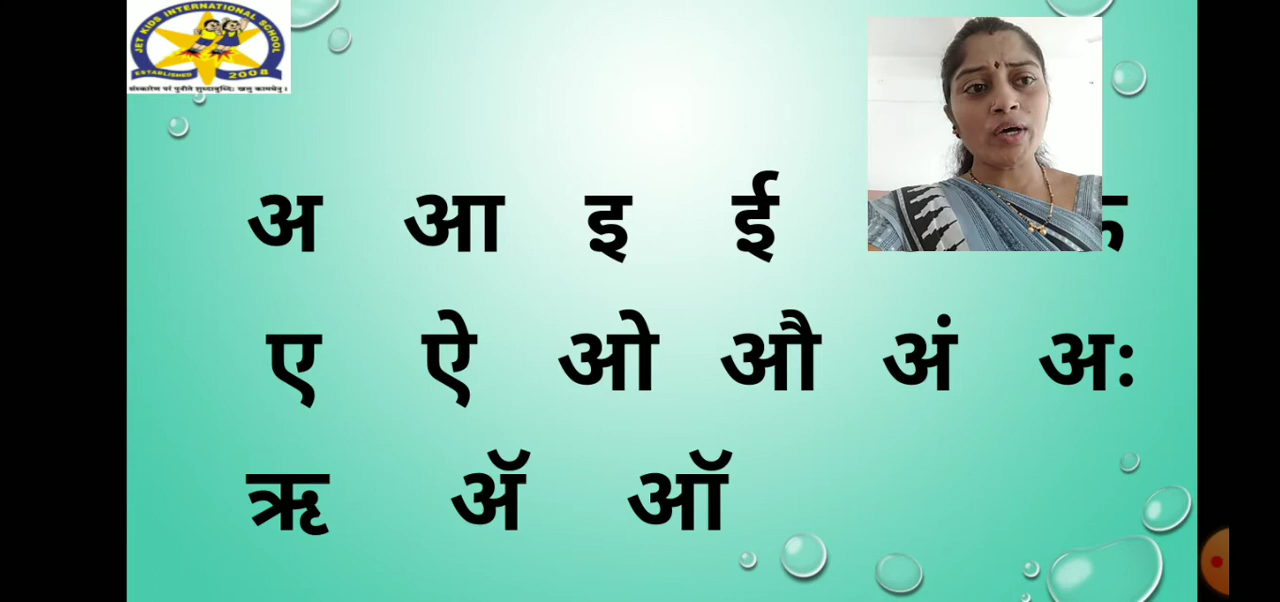 JET KIDS INTERNATIONAL SCHOOL
ESTABLISHED 2008
अ आ इ ई
ए ऐ ओ औ अं अः
ऋ ॲ ऑ